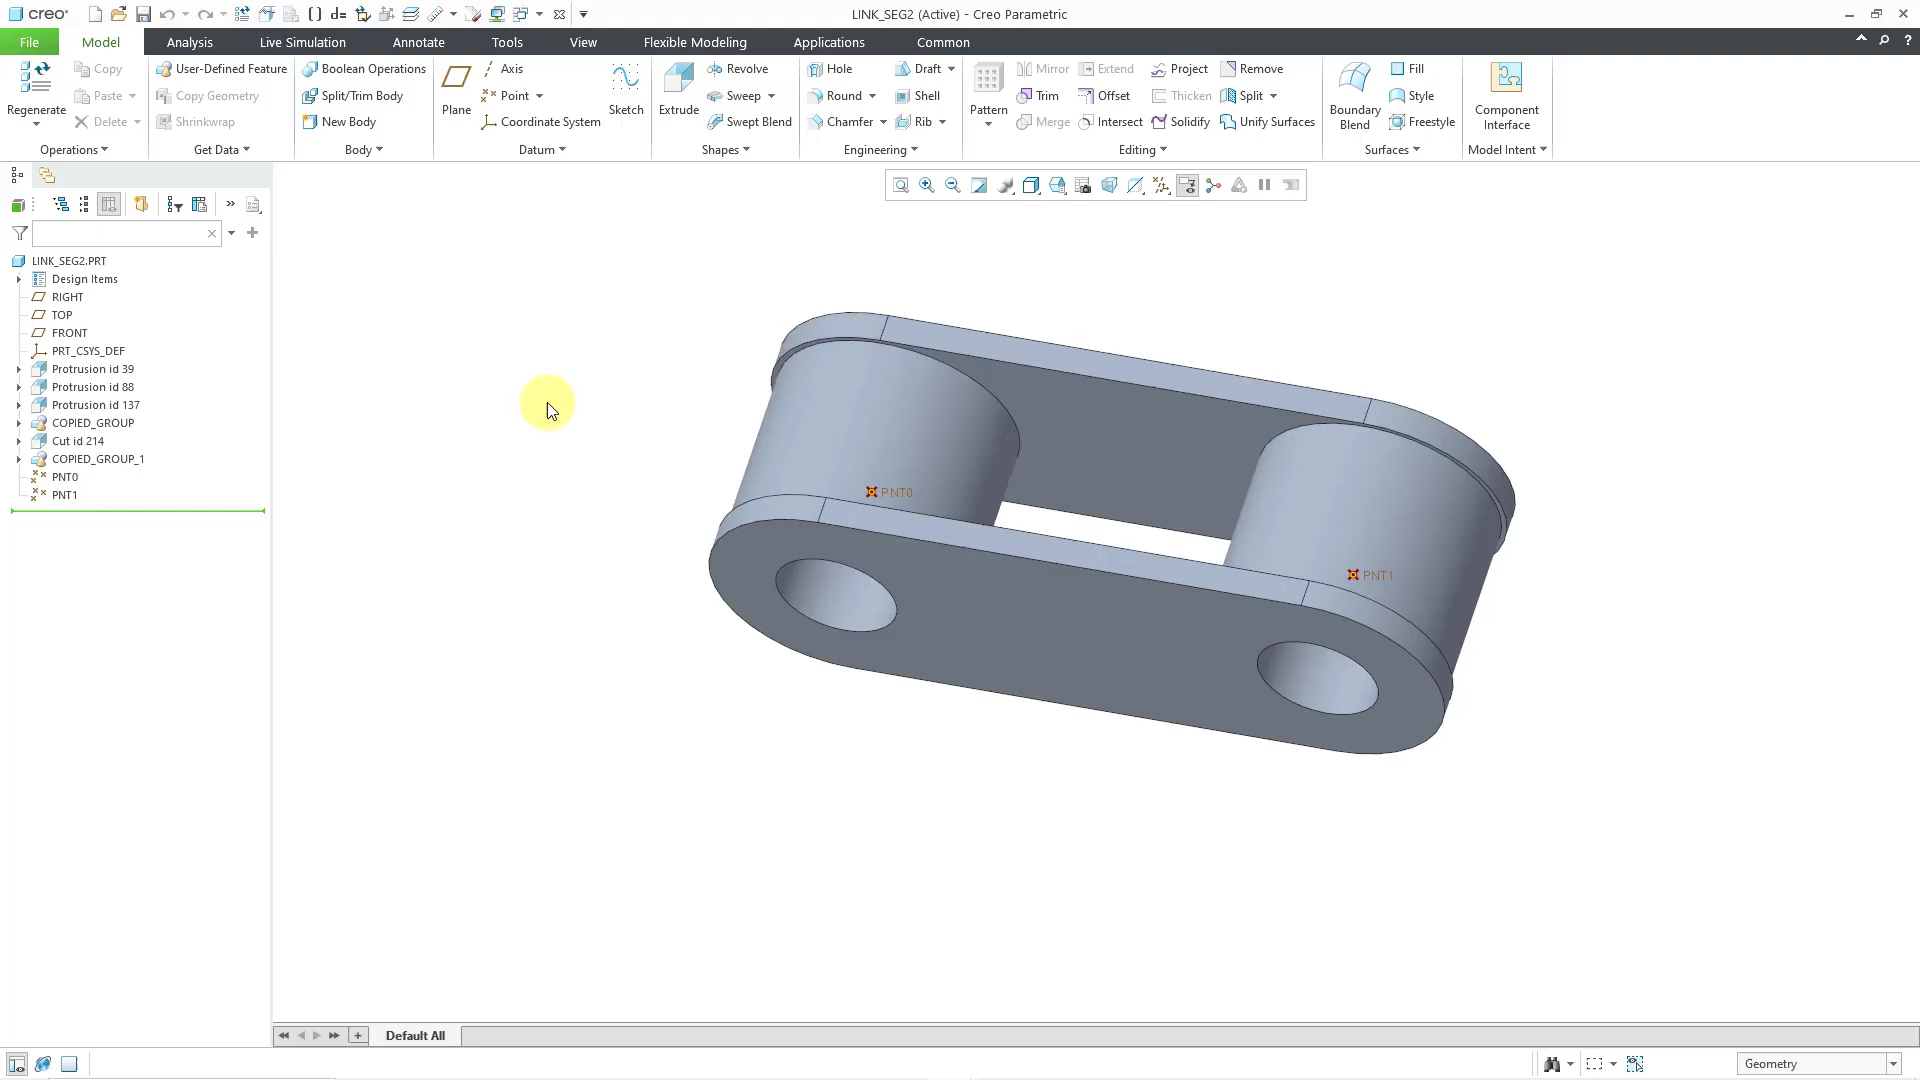 creo
LINK_SEG2 (Active) - Creo Parametric
File
Model
Analysis
Live Simulation
Annotate
Tools
View
Flexible Modeling
Applications
Common
Regenerate
Copy
Paste
Delete
Operations
User-Defined Feature
Copy Geometry
Shrinkwrap
Get Data
Boolean Operations
Split/Trim Body
New Body
Body
Plane
Axis
Point
Coordinate System
Sketch
Datum
Extrude
Revolve
Sweep
Swept Blend
Shapes
Hole
Round
Chamfer
Draft
Shell
Rib
Engineering
Pattern
Mirror
Trim
Merge
Extend
Offset
Intersect
Project
Thicken
Solidify
Remove
Split
Unify Surfaces
Editing
Boundary
Blend
Fill
Style
Freestyle
Surfaces
Component
Interface
Model Intent
LINK_SEG2.PRT
Design Items
RIGHT
TOP
FRONT
PRT_CSYS_DEF
Protrusion id 39
Protrusion id 88
Protrusion id 137
COPIED_GROUP
Cut id 214
COPIED_GROUP_1
PNT0
PNT1
PNT0
PNT1
Default All
Geometry